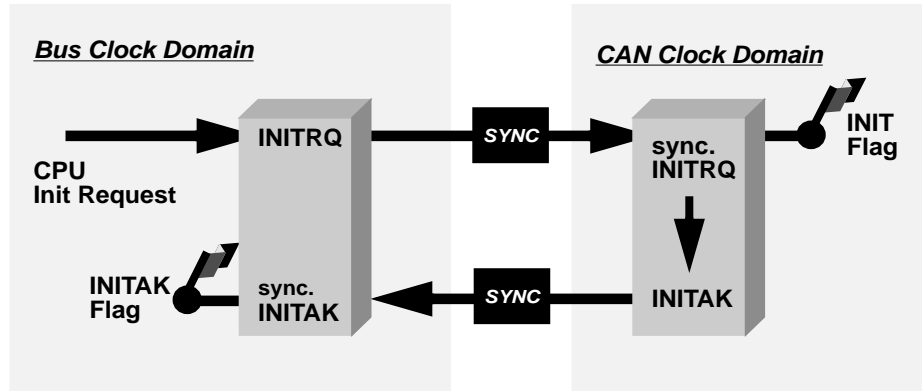 Bus Clock Domain
CAN Clock Domain
CPU
Init Request
INITRQ
SYNC
sync.
INITRQ
INIT
Flag
INITAK
Flag
sync.
INITAK
SYNC
INITAK